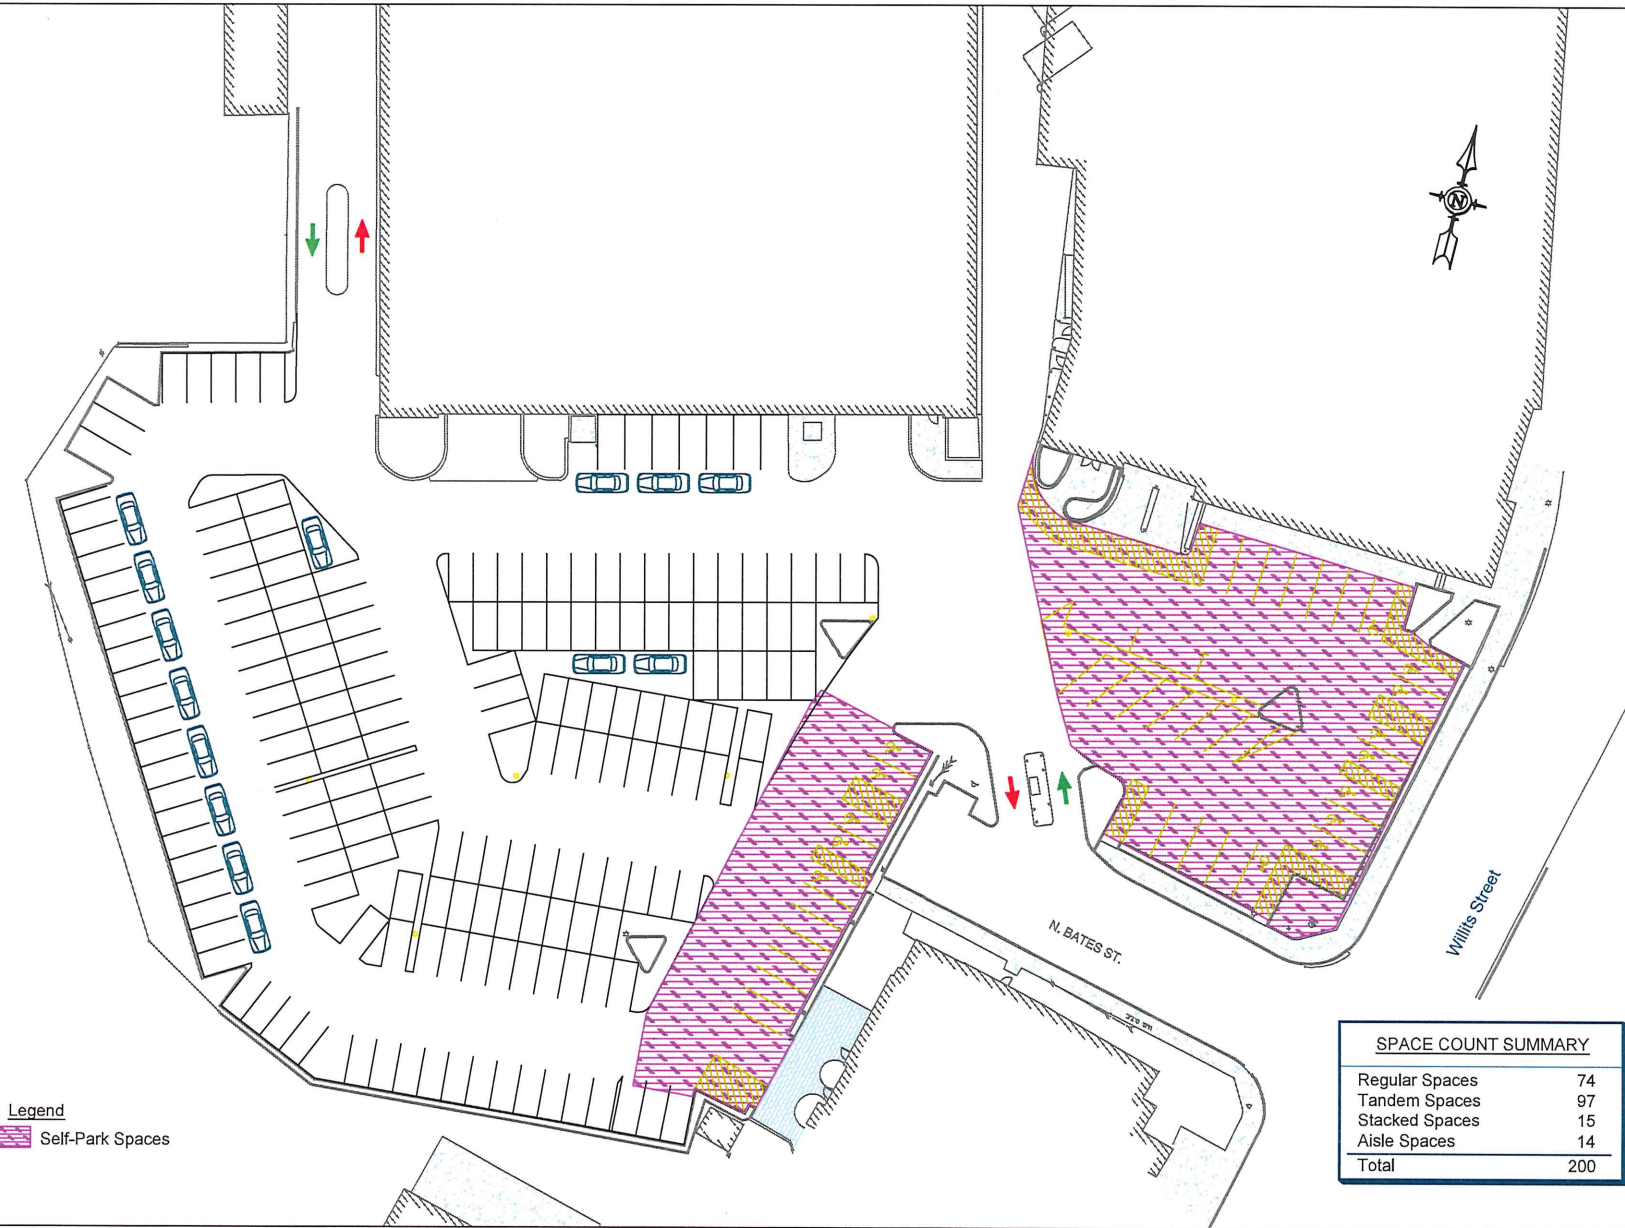 N
N. BATES ST.
Willits Street
SPACE COUNT SUMMARY
Regular Spaces 74
Tandem Spaces 97
Stacked Spaces 15
Aisle Spaces 14
Total 200
Legend
Self-Park Spaces